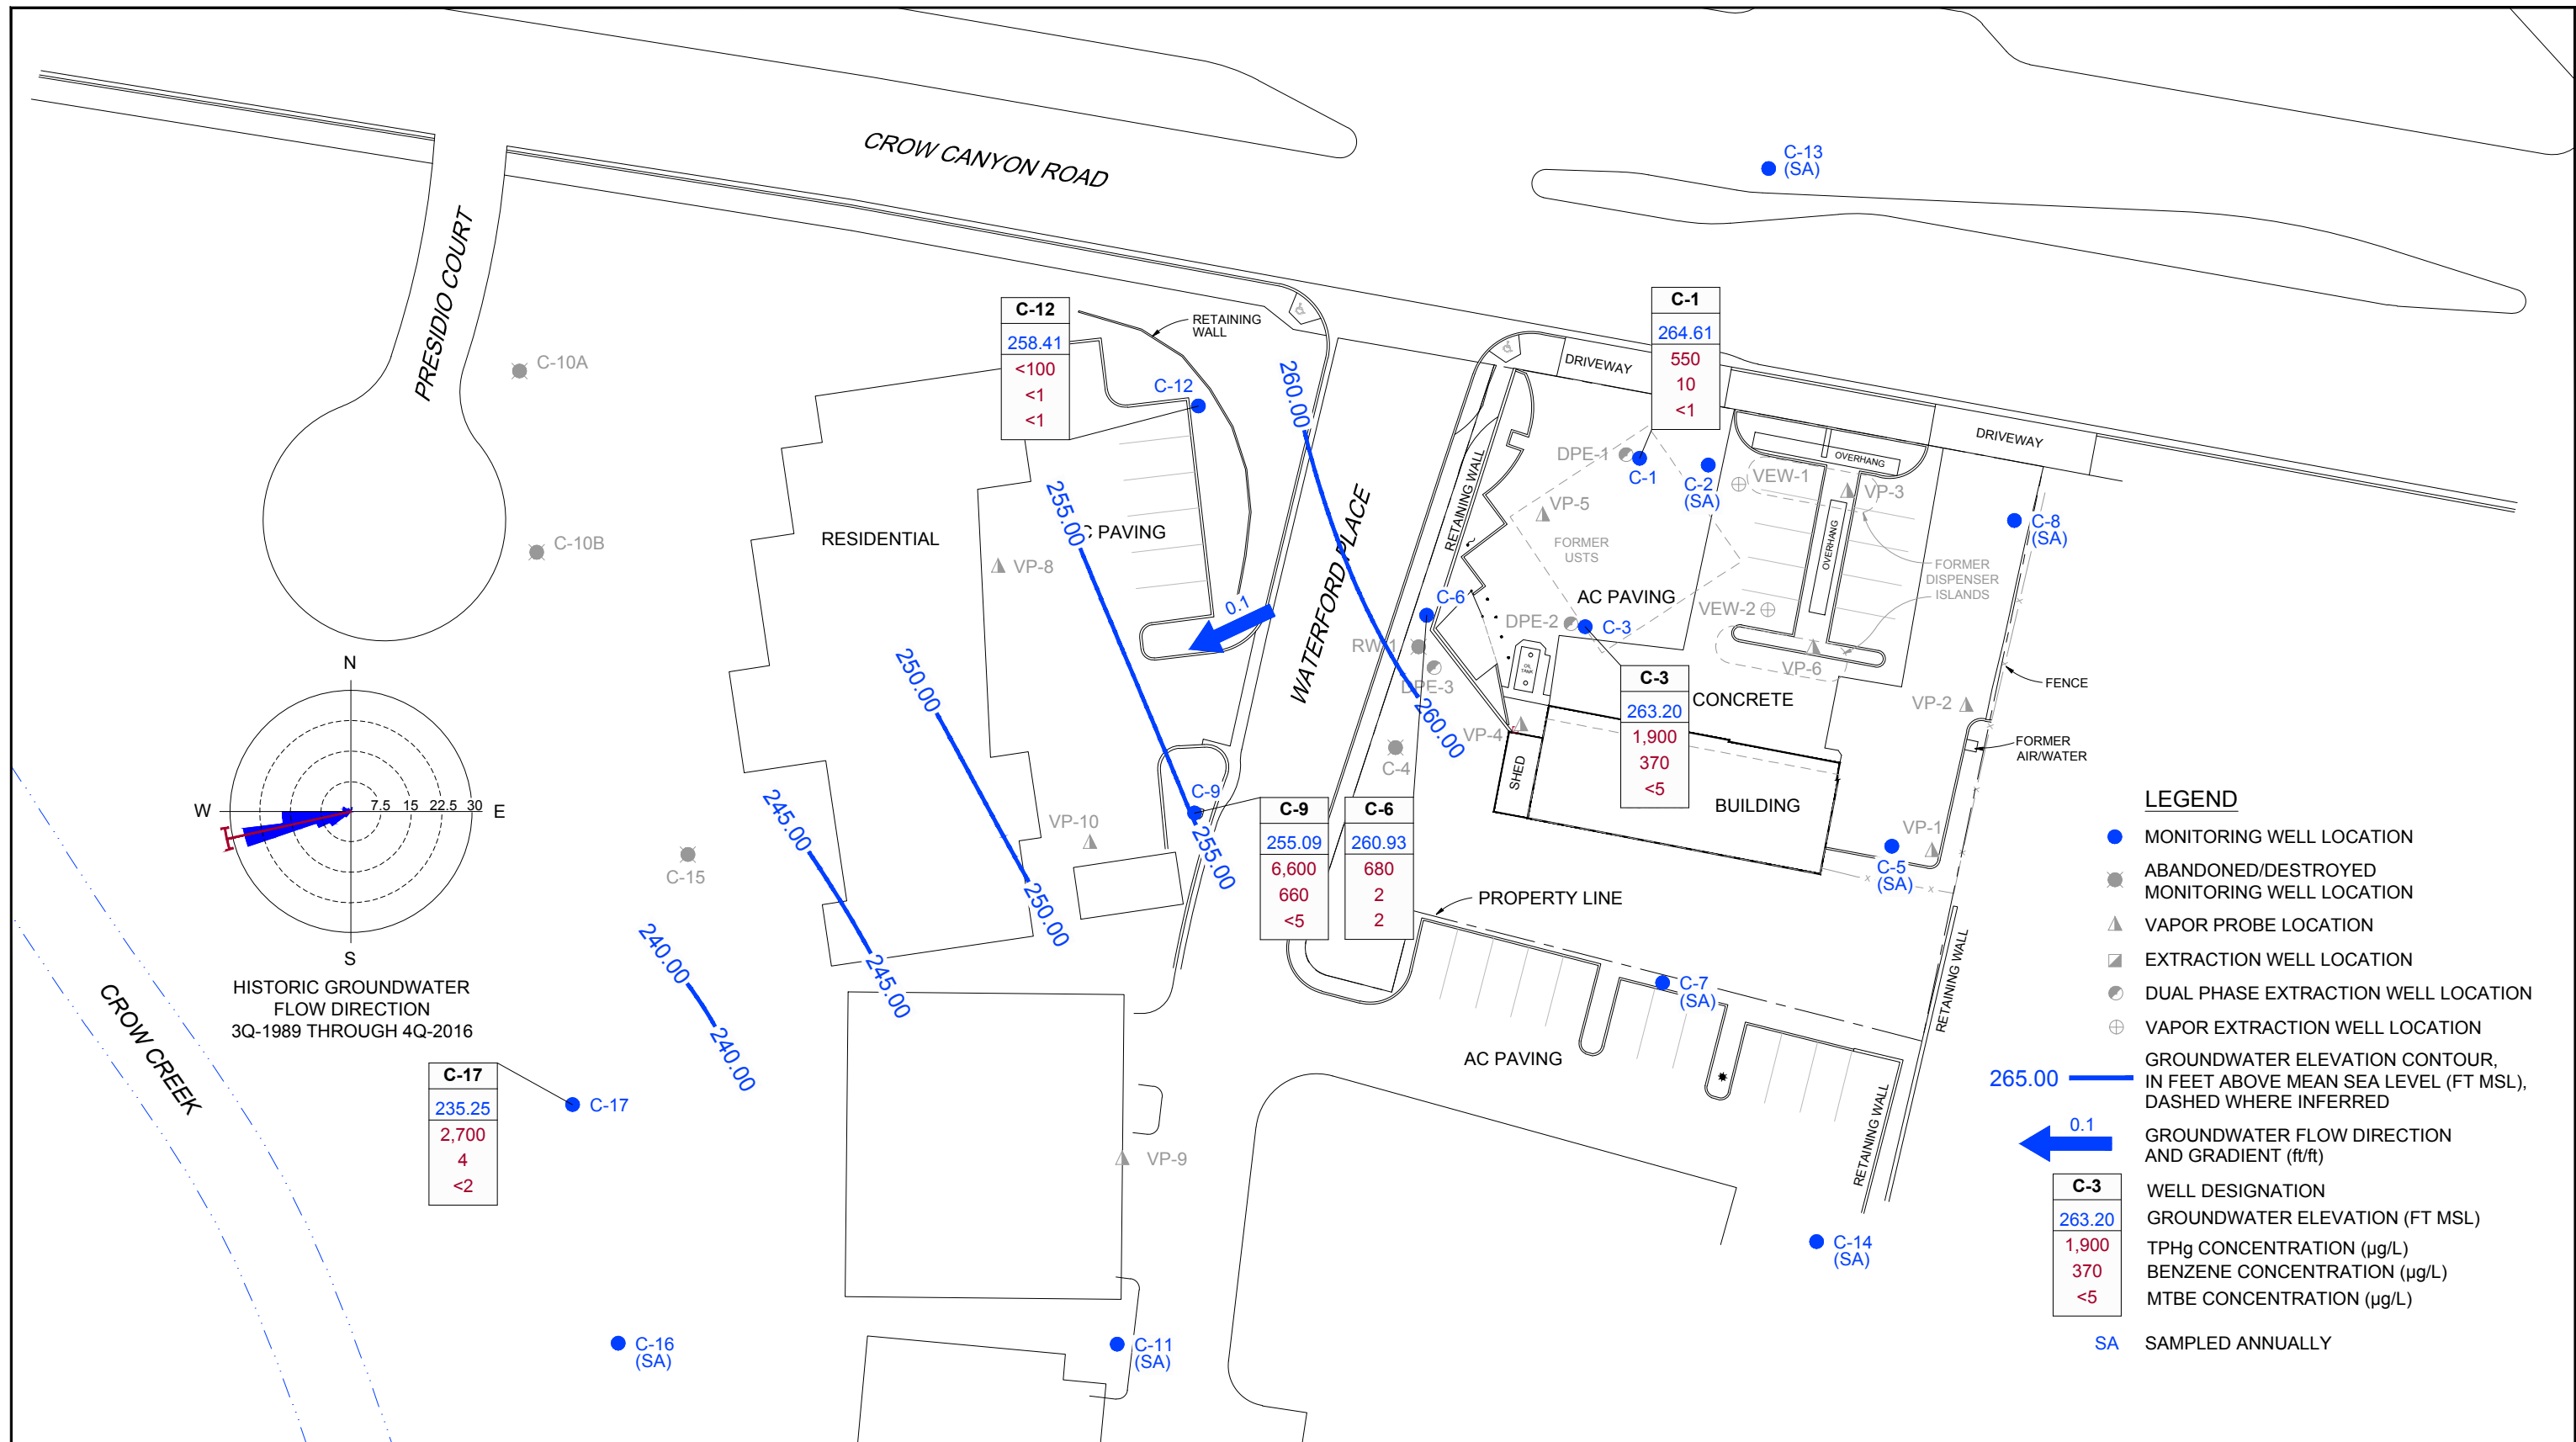 CROW CANYON ROAD
PRESIDIO COURT
C-13
(SA)
C-10A
C-10B
C-12
258.41
<100
<1
<1
RETAINING
WALL
C-12
260.00
260.00
C-1
264.61
550
10
<1
DRIVEWAY
DRIVEWAY
OVERHANG
OVERHANG
DPE-1
C-1
C-2
(SA)
VEW-1
VP-3
VP-5
FORMER
USTS
C-8
(SA)
FORMER
DISPENSER
ISLANDS
RETAINING WALL
WATERFORD PLACE
RESIDENTIAL
C PAVING
255.00
255.00
VP-8
0.1
C-6
AC PAVING
VEW-2
DPE-2
C-3
RW-1
DPE-3
OIL
TANK
VP-6
C-3
263.20
1,900
370
<5
CONCRETE
FENCE
VP-2
VP-4
FORMER
AIR/WATER
C-4
SHED
BUILDING
250.00
250.00
N
W
E
S
7.5
15
22.5
30
HISTORIC GROUNDWATER
FLOW DIRECTION
3Q-1989 THROUGH 4Q-2016
245.00
245.00
C-15
VP-10
C-9
C-9
255.09
6,600
660
<5
C-6
260.93
680
2
2
VP-1
C-5
(SA)
PROPERTY LINE
240.00
240.00
CROW CREEK
C-17
235.25
2,700
4
<2
C-17
C-7
(SA)
RETAINING WALL
AC PAVING
RETAINING WALL
VP-9
C-14
(SA)
C-16
(SA)
C-11
(SA)
LEGEND
MONITORING WELL LOCATION
ABANDONED/DESTROYED
MONITORING WELL LOCATION
VAPOR PROBE LOCATION
EXTRACTION WELL LOCATION
DUAL PHASE EXTRACTION WELL LOCATION
VAPOR EXTRACTION WELL LOCATION
265.00
GROUNDWATER ELEVATION CONTOUR,
IN FEET ABOVE MEAN SEA LEVEL (FT MSL),
DASHED WHERE INFERRED
0.1
GROUNDWATER FLOW DIRECTION
AND GRADIENT (ft/ft)
C-3
WELL DESIGNATION
263.20
GROUNDWATER ELEVATION (FT MSL)
1,900
TPHg CONCENTRATION (µg/L)
370
BENZENE CONCENTRATION (µg/L)
<5
MTBE CONCENTRATION (µg/L)
SA
SAMPLED ANNUALLY